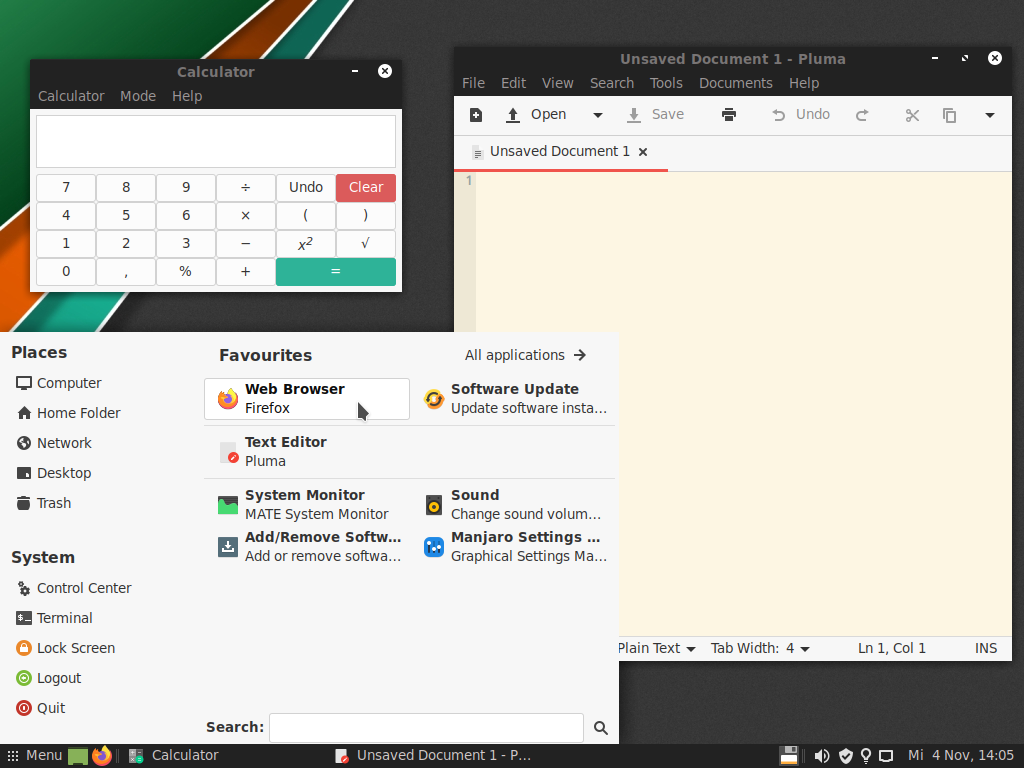 Calculator
Calculator Mode Help
7 8 9 ÷ Undo Clear
4 5 6 × ( )
1 2 3 − x² √
0 , % + =
Unsaved Document 1 - Pluma
File Edit View Search Tools Documents Help
Open Save Undo
Unsaved Document 1
1
Plain Text Tab Width: 4 Ln 1, Col 1 INS
Places
Computer
Home Folder
Network
Desktop
Trash
System
Control Center
Terminal
Lock Screen
Logout
Quit
Favourites All applications
Web Browser
Firefox
Software Update
Update software insta...
Text Editor
Pluma
System Monitor
MATE System Monitor
Sound
Change sound volum...
Add/Remove Softw...
Add or remove softwa...
Manjaro Settings ...
Graphical Settings Ma...
Search:
Menu Calculator Unsaved Document 1 - P... Mi 4 Nov, 14:05